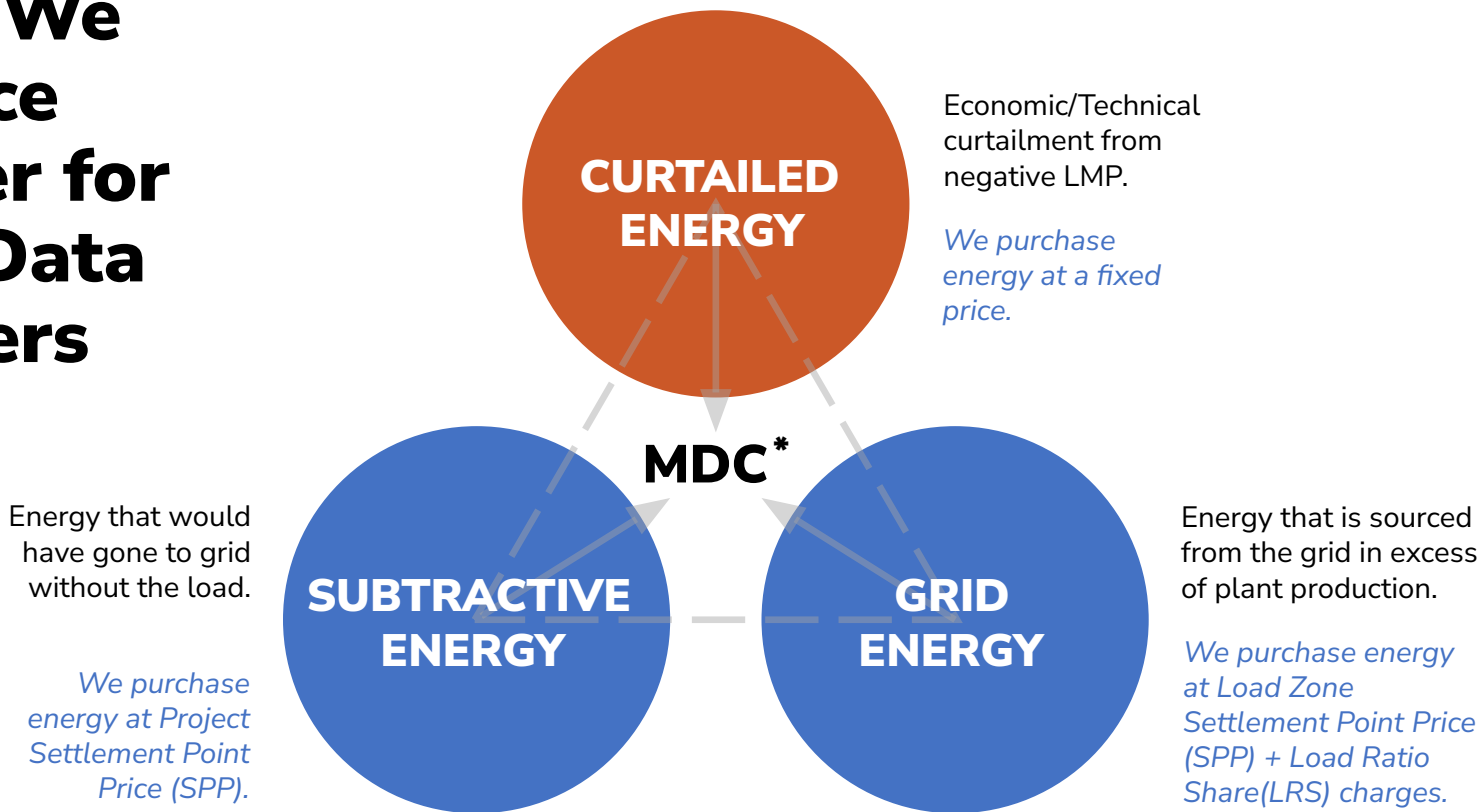 We
ce
er for
Data
ers
CURTAILED
ENERGY
Economic/Technical
curtailment from
negative LMP.
We purchase
energy at a fixed
price.
MDC*
Energy that would
have gone to grid
without the load.
We purchase
energy at Project
Settlement Point
Price (SPP).
SUBTRACTIVE
ENERGY
GRID
ENERGY
Energy that is sourced
from the grid in excess
of plant production.
We purchase energy
at Load Zone
Settlement Point Price
(SPP) + Load Ratio
Share(LRS) charges.